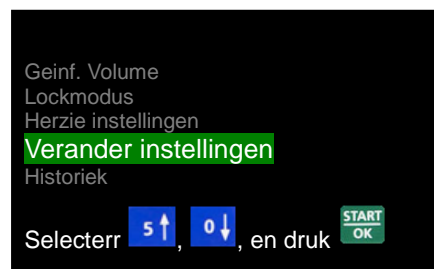 Geinf. Volume
Lockmodus
Herzie instellingen
Verander instellingen
Historiek
Selecterr 5↑, 0↓, en druk START OK